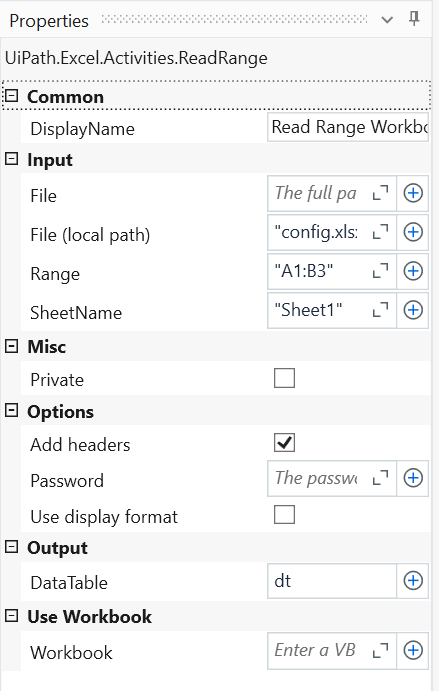 Properties
UiPath.Excel.Activities.ReadRange
Common
DisplayName Read Range Workbo
Input
File The full pa
File (local path) "config.xls
Range "A1:B3"
SheetName "Sheet1"
Misc
Private
Options
Add headers
Password The passw
Use display format
Output
DataTable dt
Use Workbook
Workbook Enter a VB